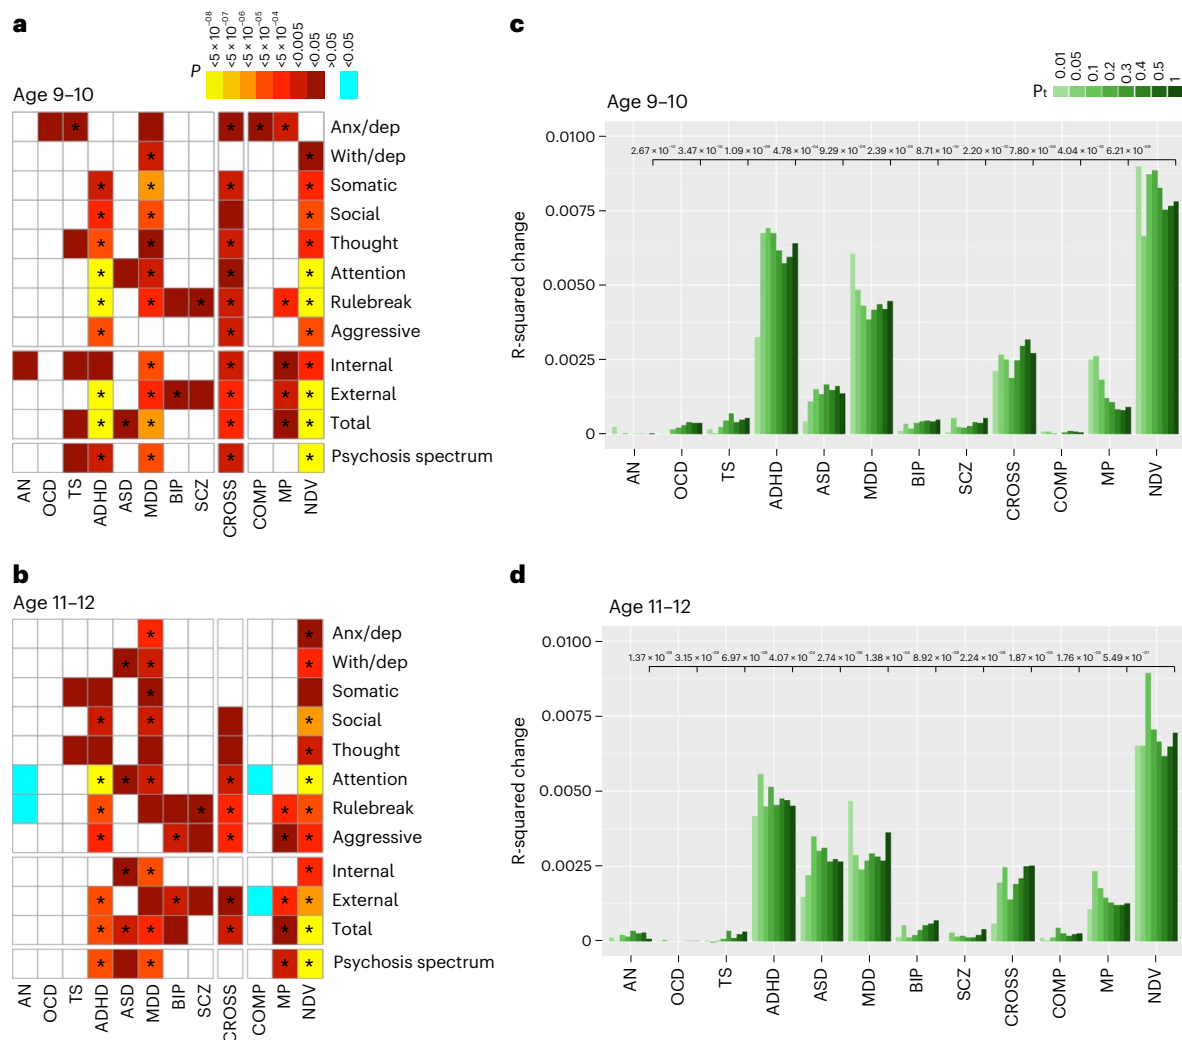 a
<5 × 10⁻⁰⁸
<5 × 10⁻⁰⁷
<5 × 10⁻⁰⁶
<5 × 10⁻⁰⁵
<5 × 10⁻⁰⁴
<0.005
<0.05
>0.05
<0.05
P
Age 9–10
Anx/dep
With/dep
Somatic
Social
Thought
Attention
Rulebreak
Aggressive
Internal
External
Total
Psychosis spectrum
AN OCD TS ADHD ASD MDD BIP SCZ CROSS COMP MP NDV
b
Age 11–12
Anx/dep
With/dep
Somatic
Social
Thought
Attention
Rulebreak
Aggressive
Internal
External
Total
Psychosis spectrum
AN OCD TS ADHD ASD MDD BIP SCZ CROSS COMP MP NDV
c
0.01 0.05 0.1 0.2 0.3 0.4 0.5 1
Pt
Age 9–10
R-squared change
0.0100
0.0075
0.0050
0.0025
0
AN OCD TS ADHD ASD MDD BIP SCZ CROSS COMP MP NDV
d
Age 11–12
R-squared change
0.0100
0.0075
0.0050
0.0025
0
AN OCD TS ADHD ASD MDD BIP SCZ CROSS COMP MP NDV